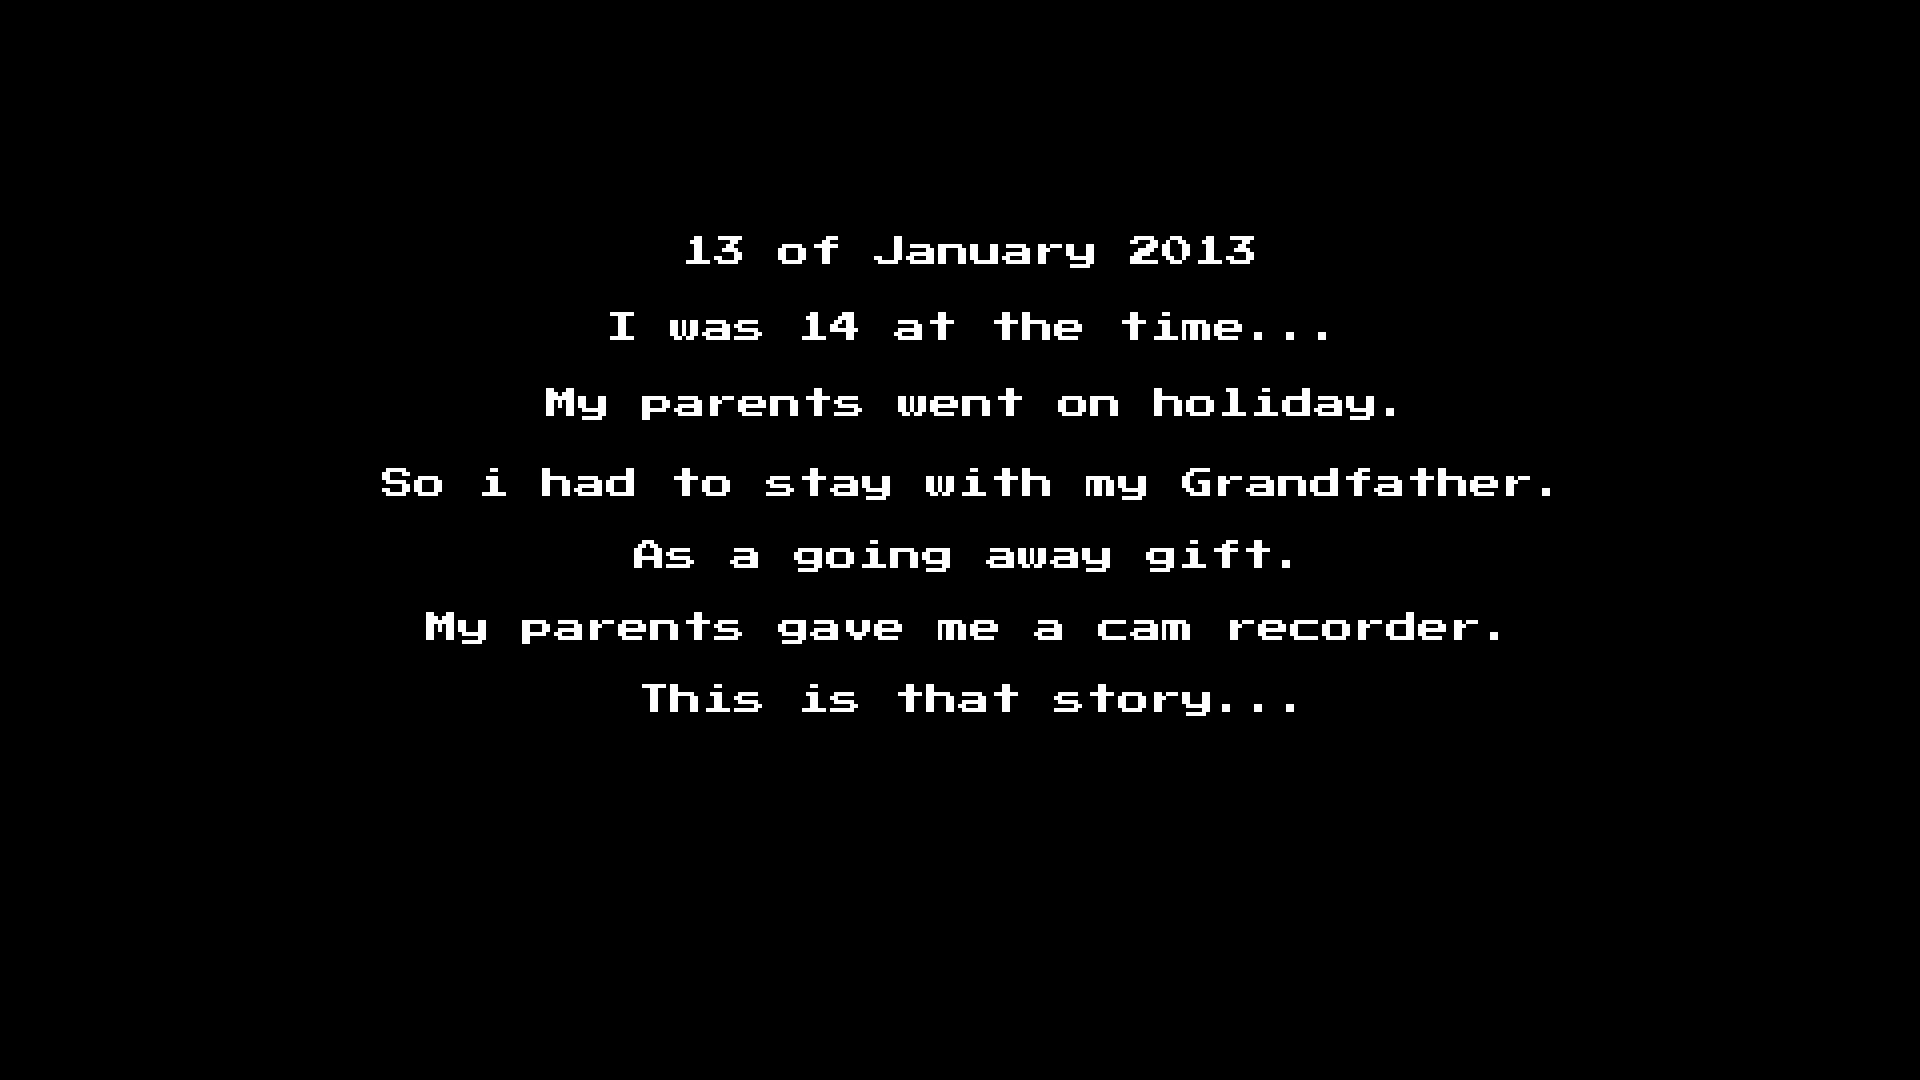 13 of January 2013
I was 14 at the time...
My parents went on holiday.
So i had to stay with my Grandfather.
As a going away gift.
My parents gave me a cam recorder.
This is that story...